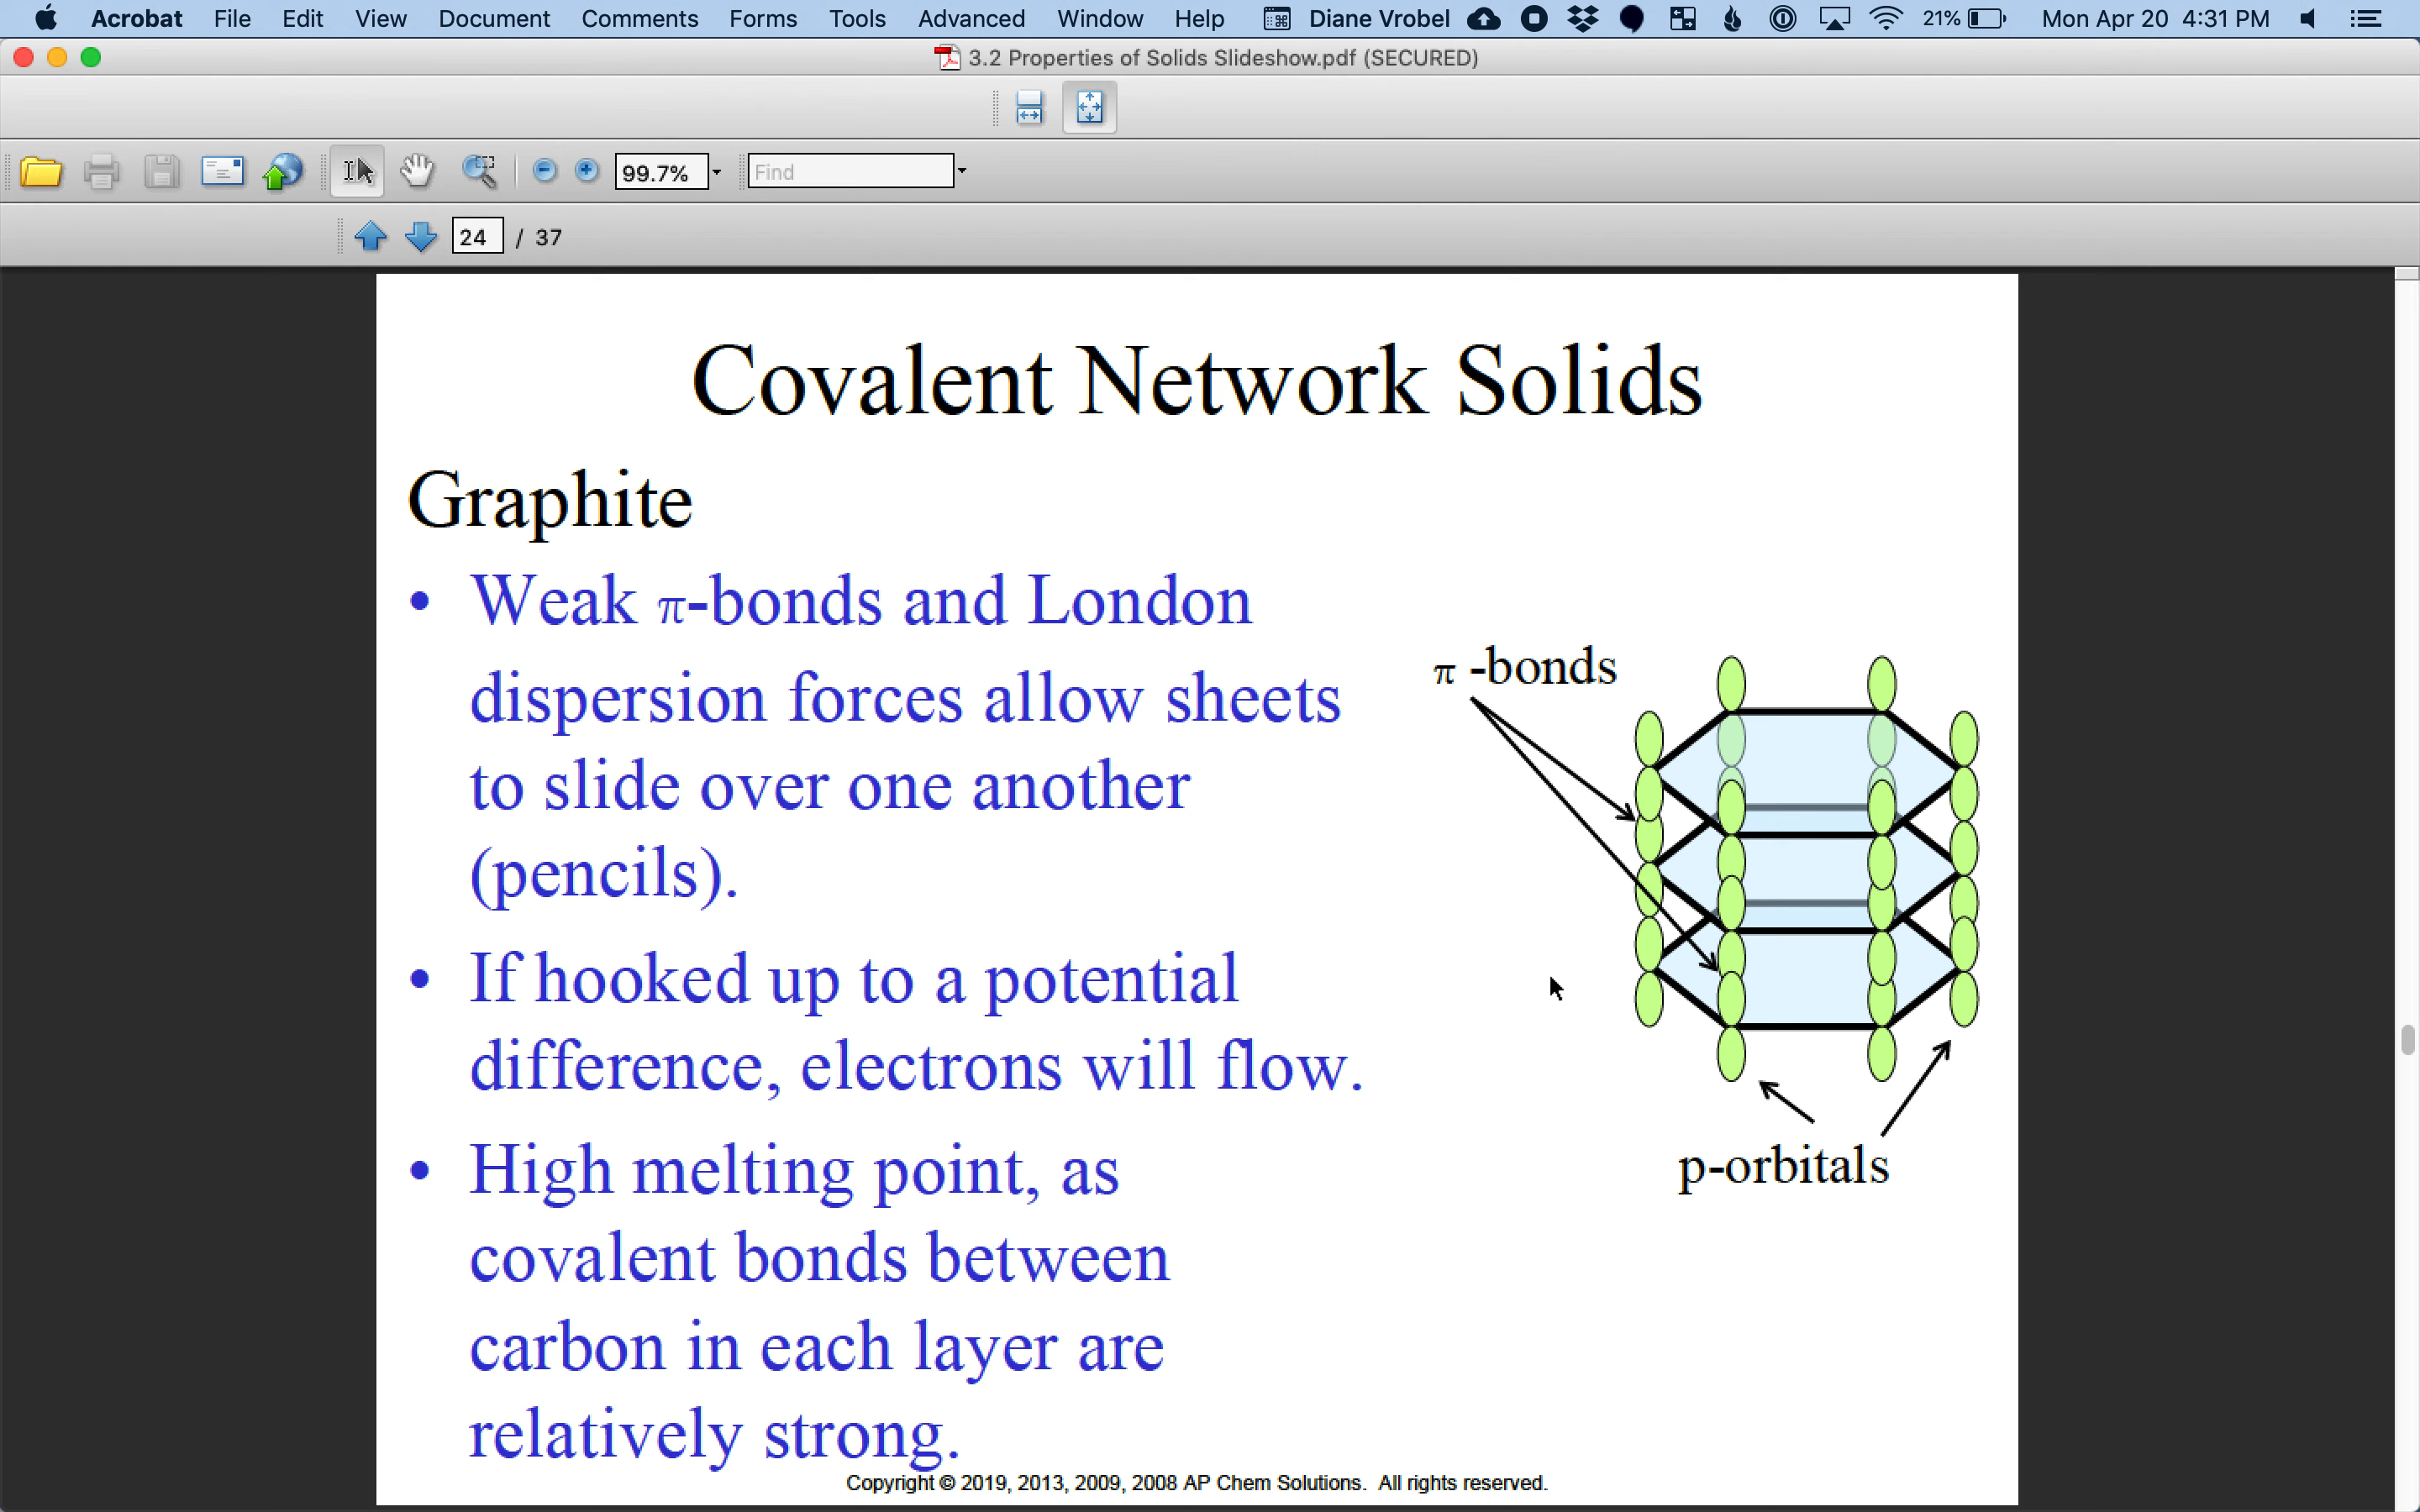 Acrobat File Edit View Document Comments Forms Tools Advanced Window Help Diane Vrobel 21% Mon Apr 20 4:31 PM
3.2 Properties of Solids Slideshow.pdf (SECURED)
99.7% Find
24 / 37
Covalent Network Solids
Graphite
• Weak π-bonds and London
dispersion forces allow sheets
to slide over one another
(pencils).
• If hooked up to a potential
difference, electrons will flow.
• High melting point, as
covalent bonds between
carbon in each layer are
relatively strong.
π -bonds
p-orbitals
Copyright © 2019, 2013, 2009, 2008 AP Chem Solutions. All rights reserved.